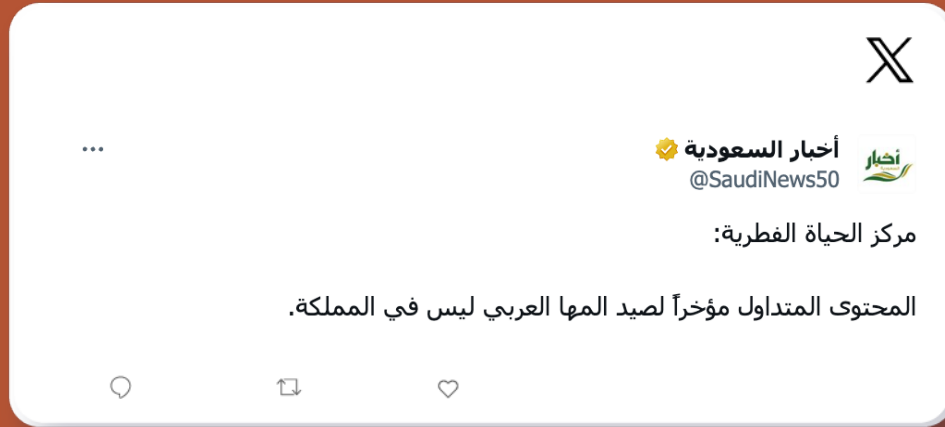 أخبار السعودية
@SaudiNews50
مركز الحياة الفطرية:
المحتوى المتداول مؤخراً لصيد المها العربي ليس في المملكة.